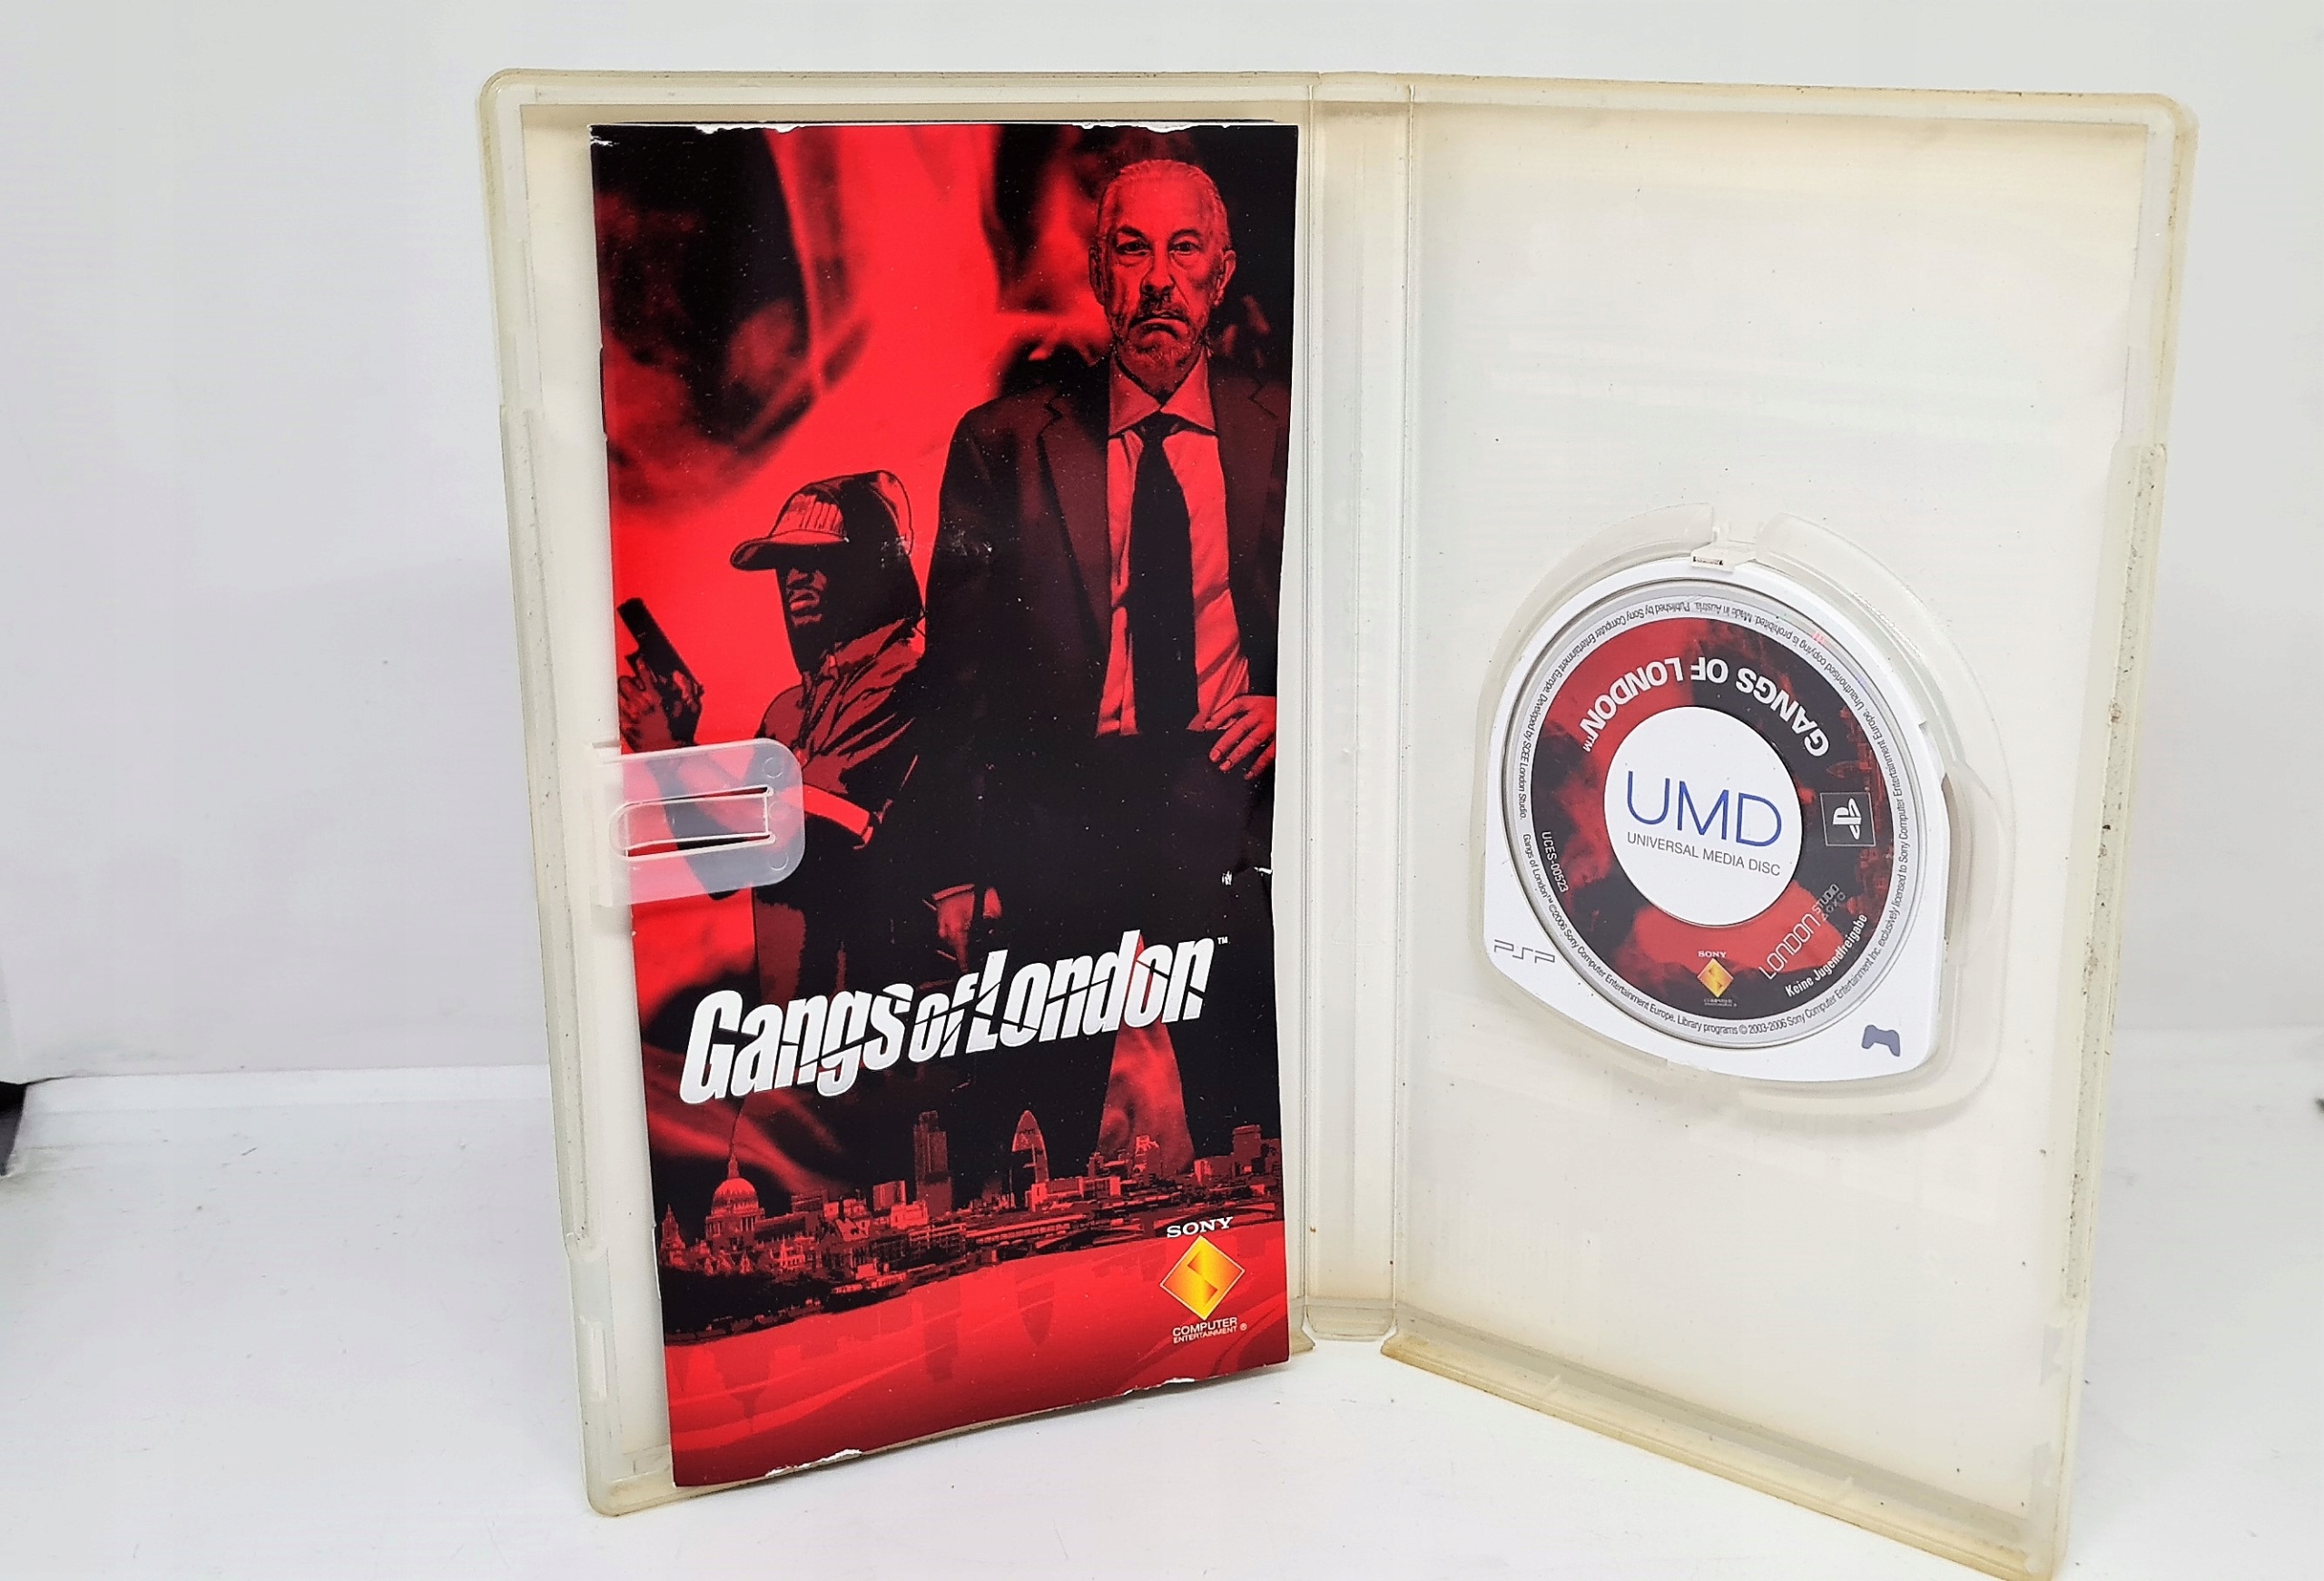 Gangs of London™
SONY
COMPUTER
ENTERTAINMENT®
GANGS OF LONDON™
UMD
UNIVERSAL MEDIA DISC
UCES-00523
LONDON STUDIO
Keine Jugendfreigabe
SONY
PSP
Gangs of London™ ©2006 Sony Computer Entertainment Europe. Library programs © 2003-2006 Sony Computer Entertainment Inc. exclusively licensed to Sony Computer Entertainment Europe. Unauthorised copying is prohibited. Made in Austria. Published by Sony Computer Entertainment Europe. Developed by SCEE London Studio.